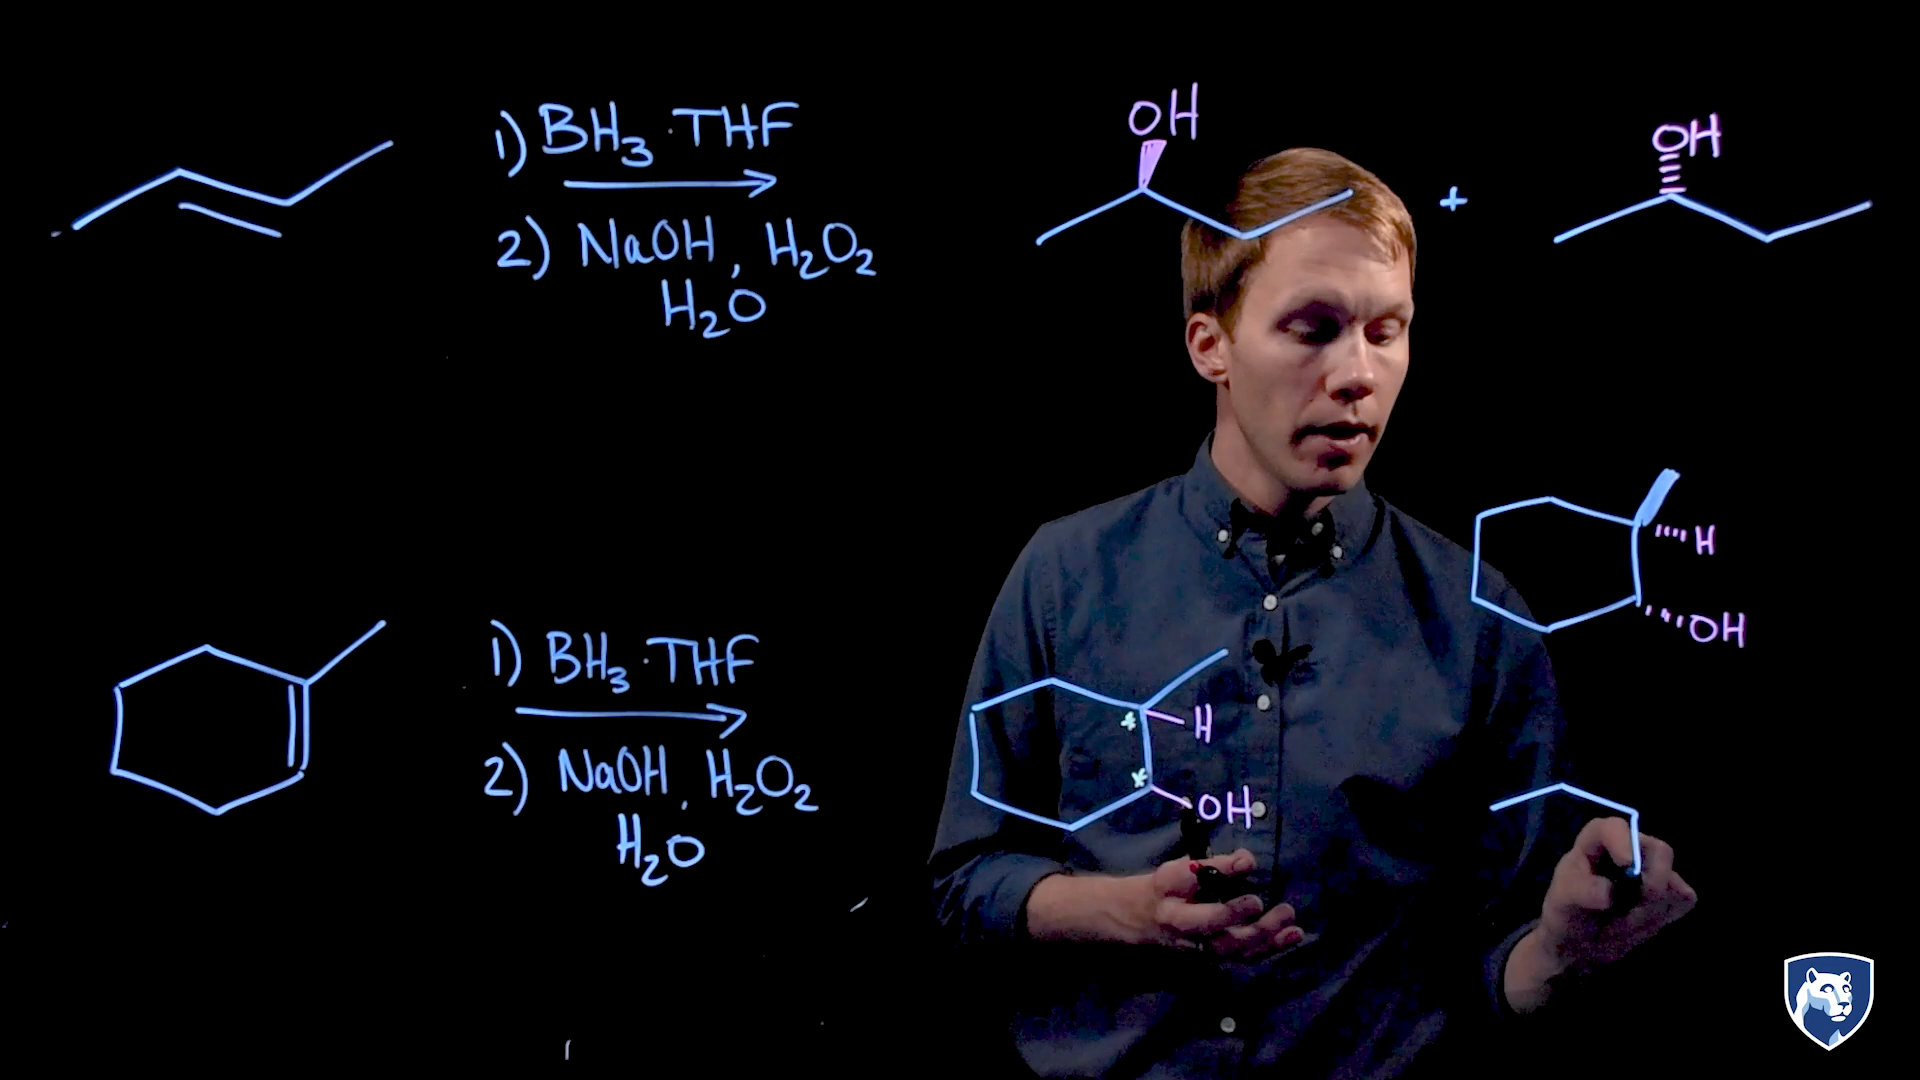 1) BH₃·THF
2) NaOH, H₂O₂
H₂O
OH
+
OH
1) BH₃·THF
2) NaOH, H₂O₂
H₂O
H
OH
H
OH